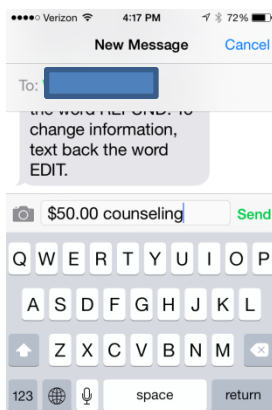 Verizon 4:17 PM 72%
New Message Cancel
To:
the word REFUND. To
change information,
text back the word
EDIT.
$50.00 counseling Send
Q W E R T Y U I O P
A S D F G H J K L
Z X C V B N M
123 space return